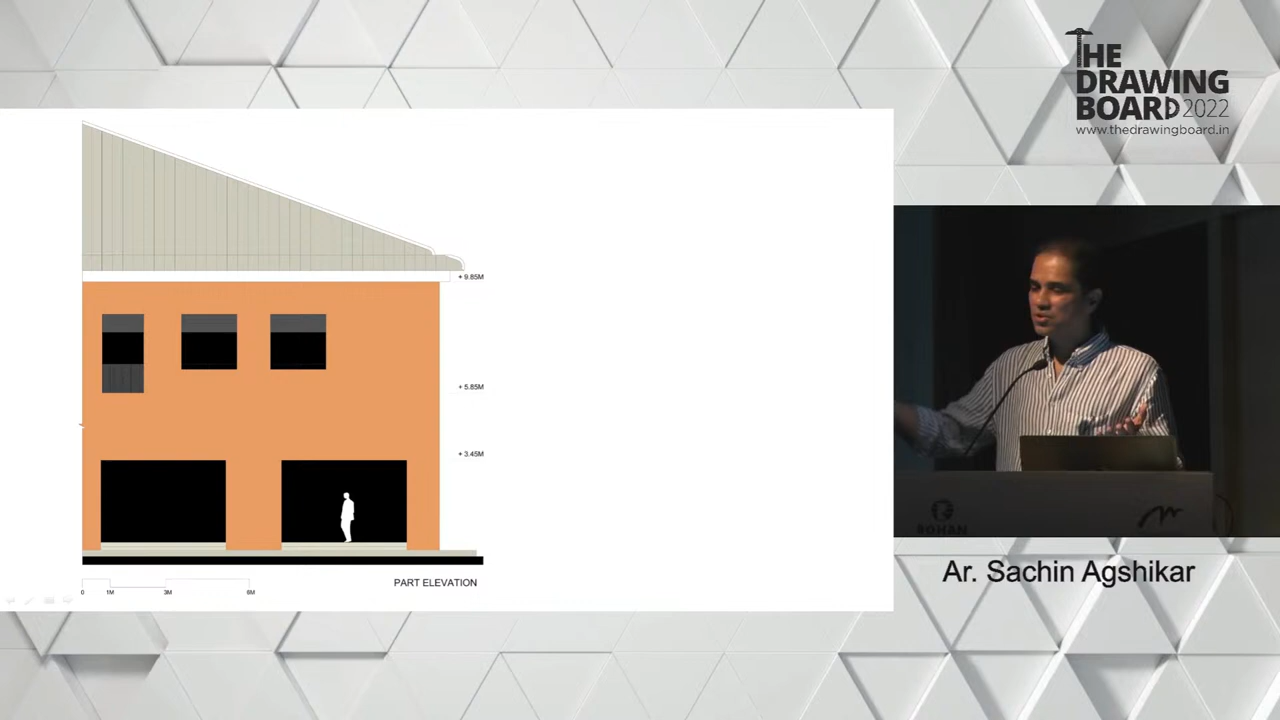 THE
DRAWING
BOARD 2022
www.thedrawingboard.in
+ 9.85M
+ 5.85M
+ 3.45M
PART ELEVATION
0 1M 3M 6M
ROHAN
Ar. Sachin Agshikar